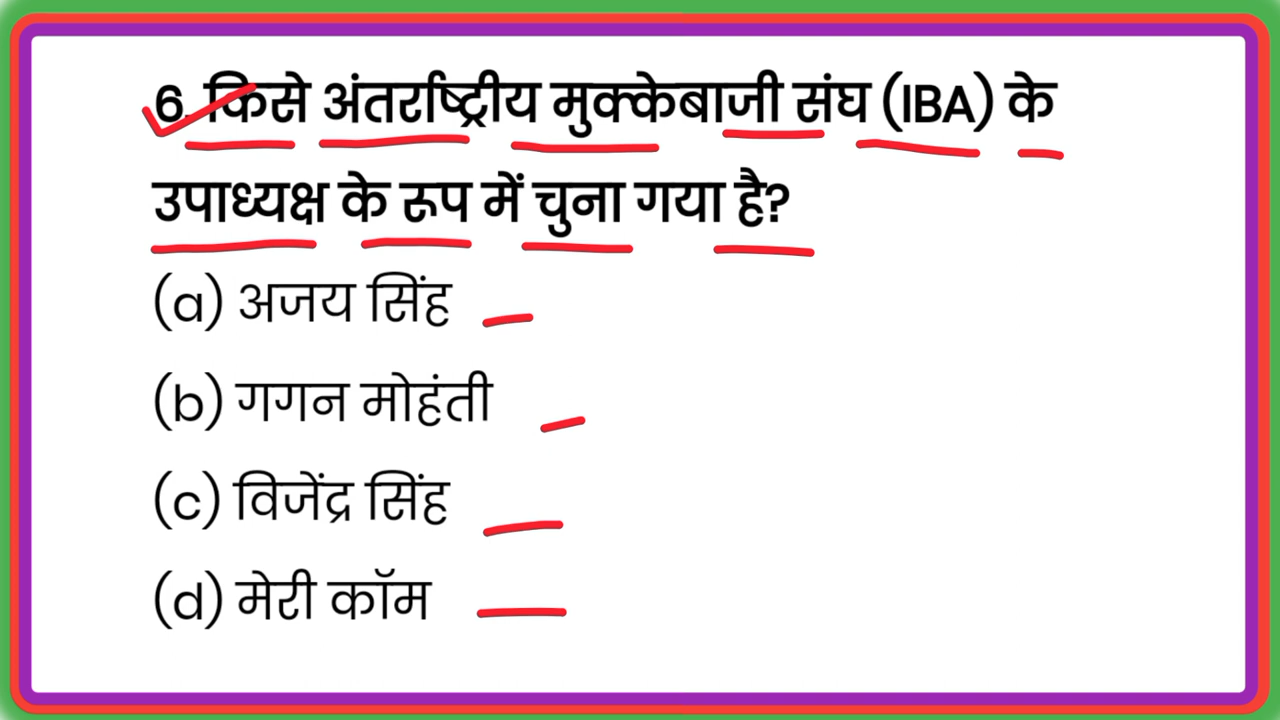 6. किसे अंतर्राष्ट्रीय मुक्केबाजी संघ (IBA) के
उपाध्यक्ष के रूप में चुना गया है?
(a) अजय सिंह
(b) गगन मोहंती
(c) विजेंद्र सिंह
(d) मेरी कॉम